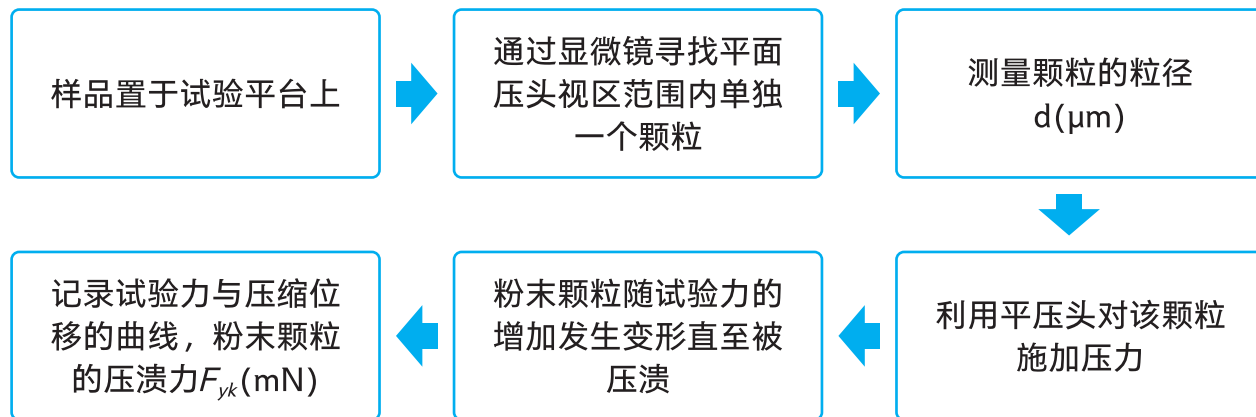 样品置于试验平台上
通过显微镜寻找平面
压头视区范围内单独
一个颗粒
测量颗粒的粒径
d(μm)
利用平压头对该颗粒
施加压力
粉末颗粒随试验力的
增加发生变形直至被
压溃
记录试验力与压缩位
移的曲线，粉末颗粒
的压溃力Fyk(mN)